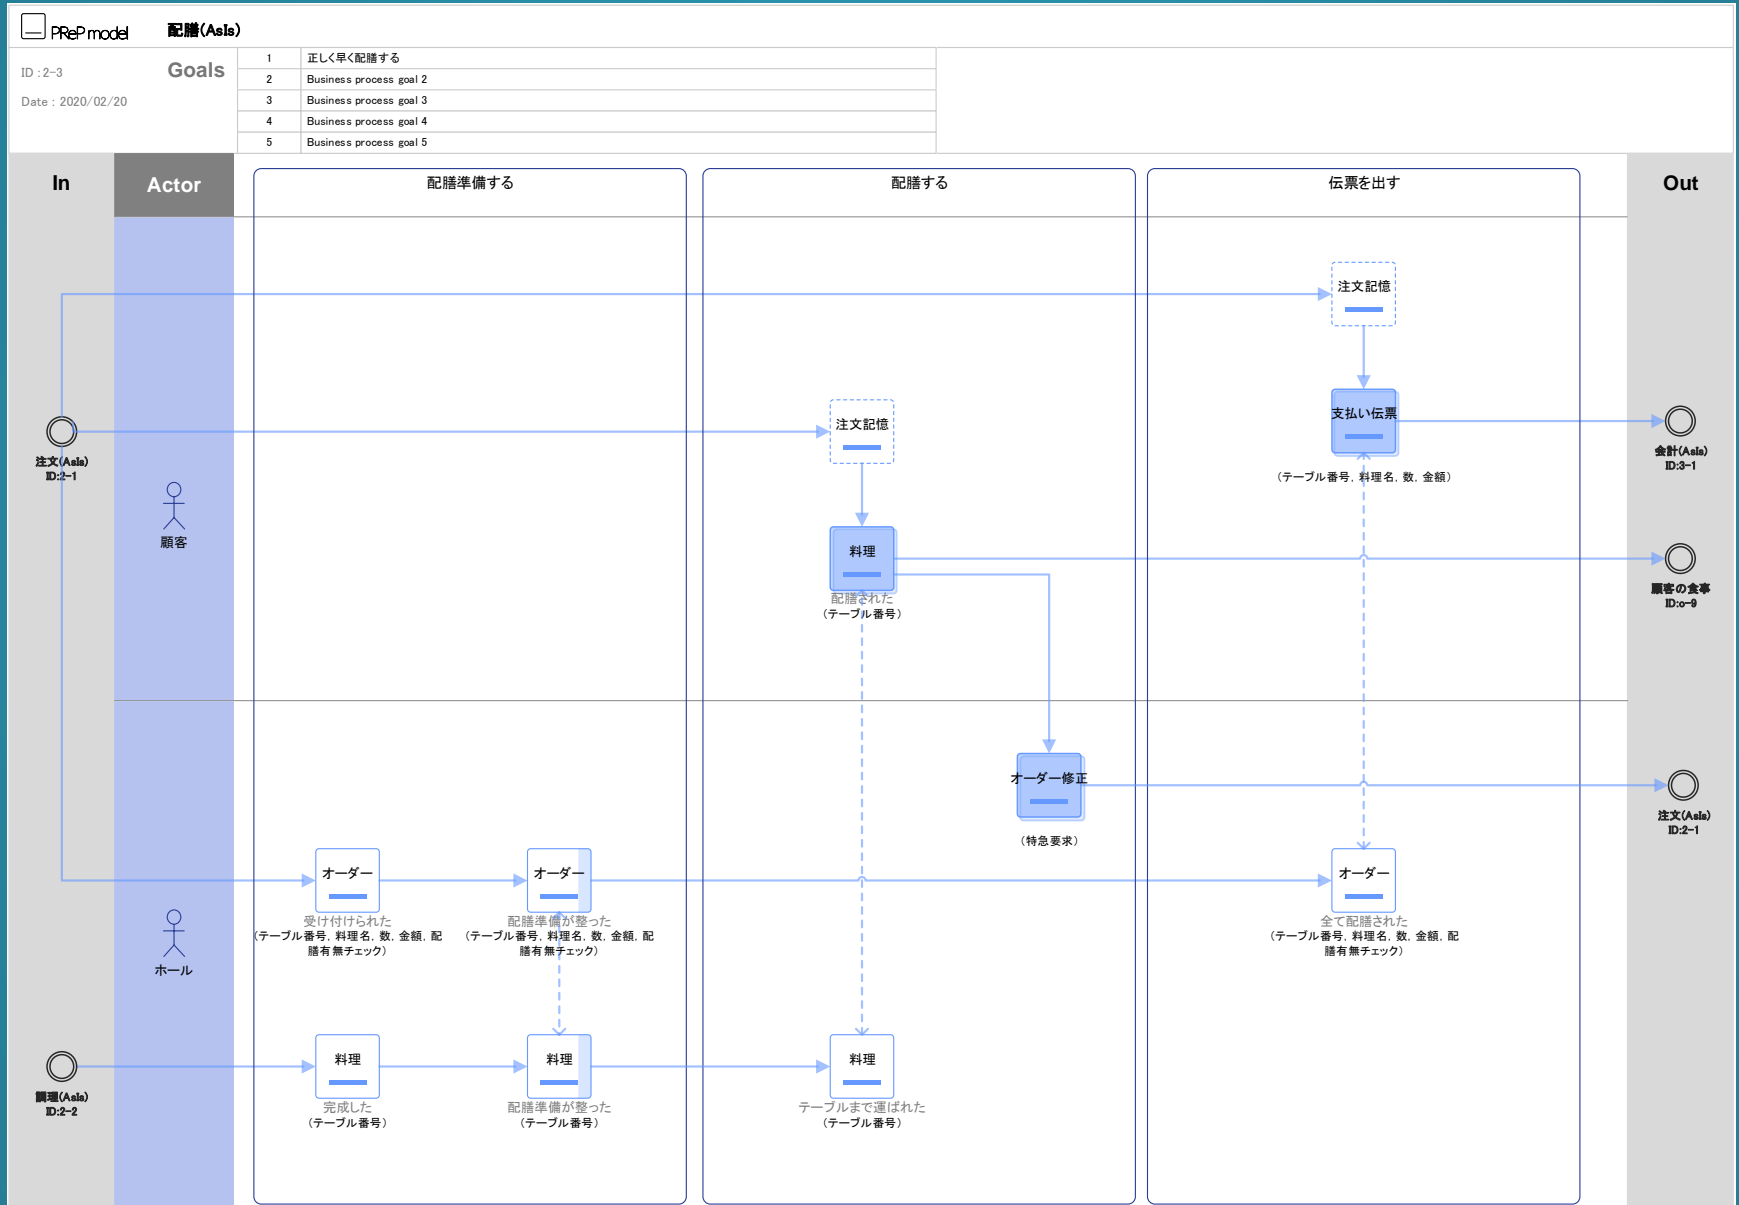 PReP model
配膳(AsIs)
ID : 2-3
Date : 2020/02/20
Goals
1 正しく早く配膳する
2 Business process goal 2
3 Business process goal 3
4 Business process goal 4
5 Business process goal 5
In
Actor
配膳準備する
配膳する
伝票を出す
Out
注文記憶
注文記憶
支払い伝票
(テーブル番号, 料理名, 数, 金額)
注文(AsIs)
ID:2-1
会計(AsIs)
ID:3-1
顧客
料理
配膳された
(テーブル番号)
顧客の食事
ID:o-9
オーダー修正
(特急要求)
注文(AsIs)
ID:2-1
オーダー
受け付けられた
(テーブル番号, 料理名, 数, 金額, 配
膳有無チェック)
オーダー
配膳準備が整った
(テーブル番号, 料理名, 数, 金額, 配
膳有無チェック)
オーダー
全て配膳された
(テーブル番号, 料理名, 数, 金額, 配
膳有無チェック)
ホール
調理(AsIs)
ID:2-2
料理
完成した
(テーブル番号)
料理
配膳準備が整った
(テーブル番号)
料理
テーブルまで運ばれた
(テーブル番号)